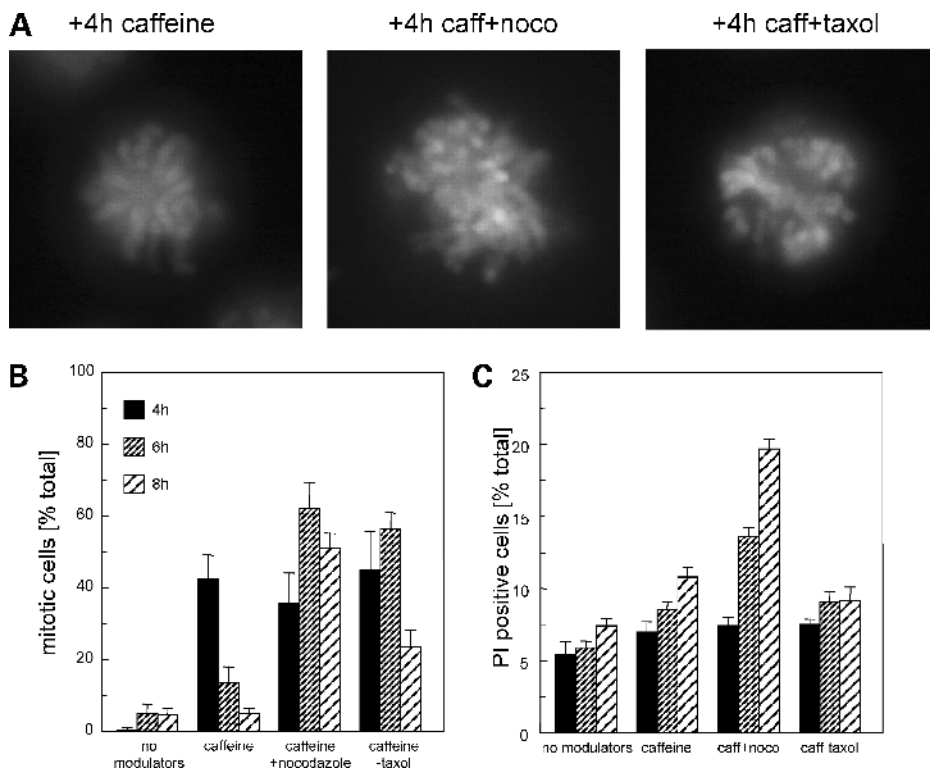 A
+4h caffeine
+4h caff+noco
+4h caff+taxol
B
mitotic cells [% total]
100
80
60
40
20
0
4h
6h
8h
no modulators
caffeine
caffeine +nocodazole
caffeine -taxol
C
PI positive cells [% total]
25
20
15
10
5
0
no modulators
caffeine
caff+noco
caff taxol